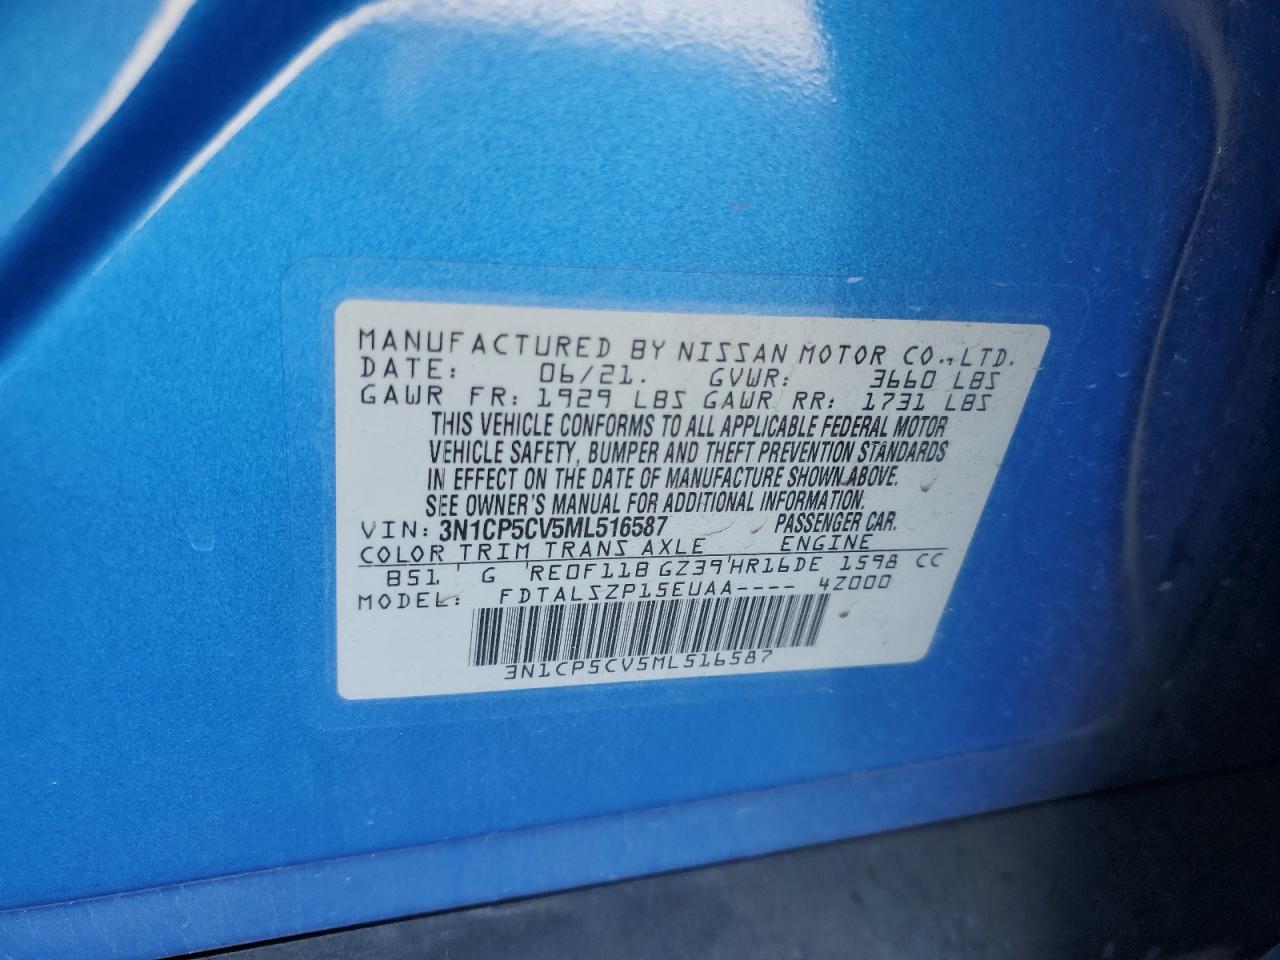 MANUFACTURED BY NISSAN MOTOR CO., LTD.
DATE: 06/21. GVWR: 3660 LBS
GAWR FR: 1929 LBS GAWR RR: 1731 LBS
THIS VEHICLE CONFORMS TO ALL APPLICABLE FEDERAL MOTOR
VEHICLE SAFETY, BUMPER AND THEFT PREVENTION STANDARDS
IN EFFECT ON THE DATE OF MANUFACTURE SHOWN ABOVE.
SEE OWNER'S MANUAL FOR ADDITIONAL INFORMATION.
VIN: 3N1CP5CV5ML516587 PASSENGER CAR.
COLOR TRIM TRANS AXLE ENGINE
B51 ' G 'RE0F11B GZ39'HR16DE 1598 CC
MODEL: FDTALSZP15EUAA---- 4Z000
3N1CP5CV5ML516587